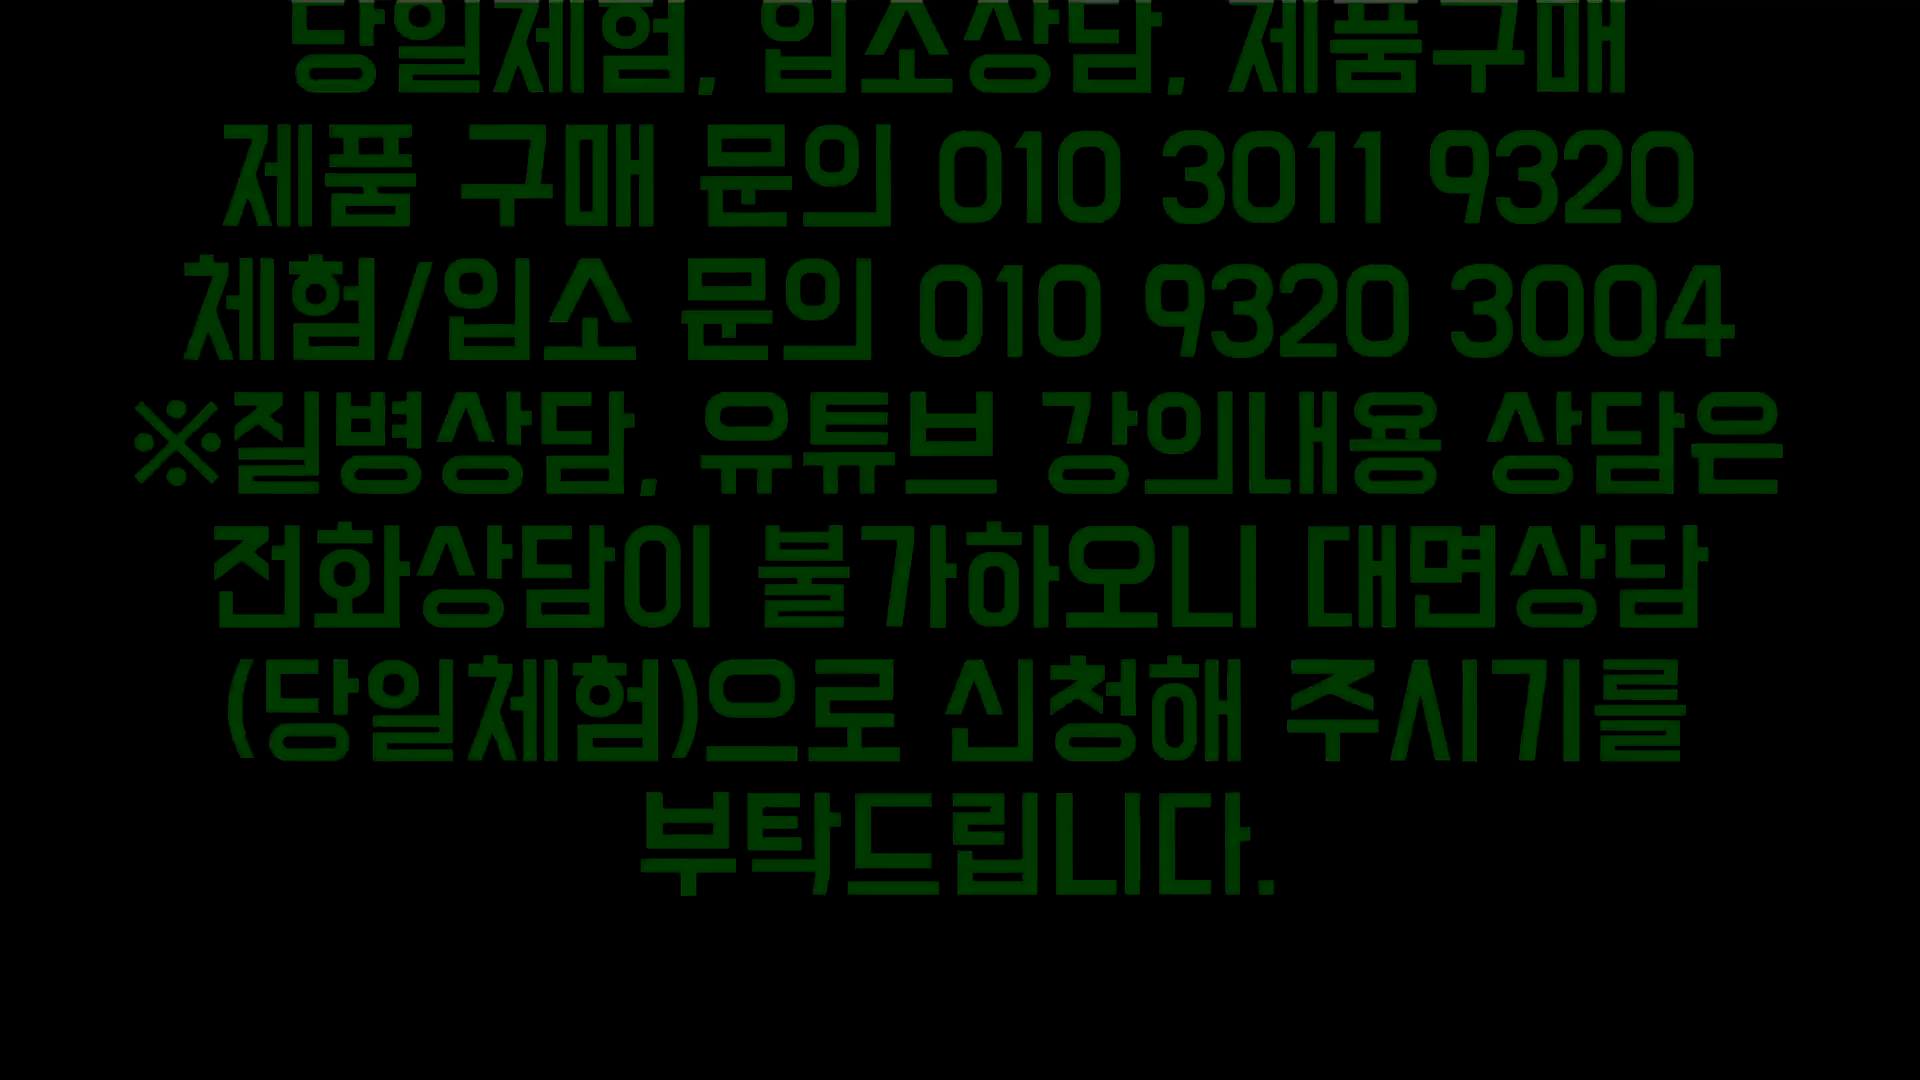 당일체험, 입소상담, 제품구매
제품 구매 문의 010 3011 9320
체험/입소 문의 010 9320 3004
※질병상담, 유튜브 강의내용 상담은
전화상담이 불가하오니 대면상담
(당일체험)으로 신청해 주시기를
부탁드립니다.